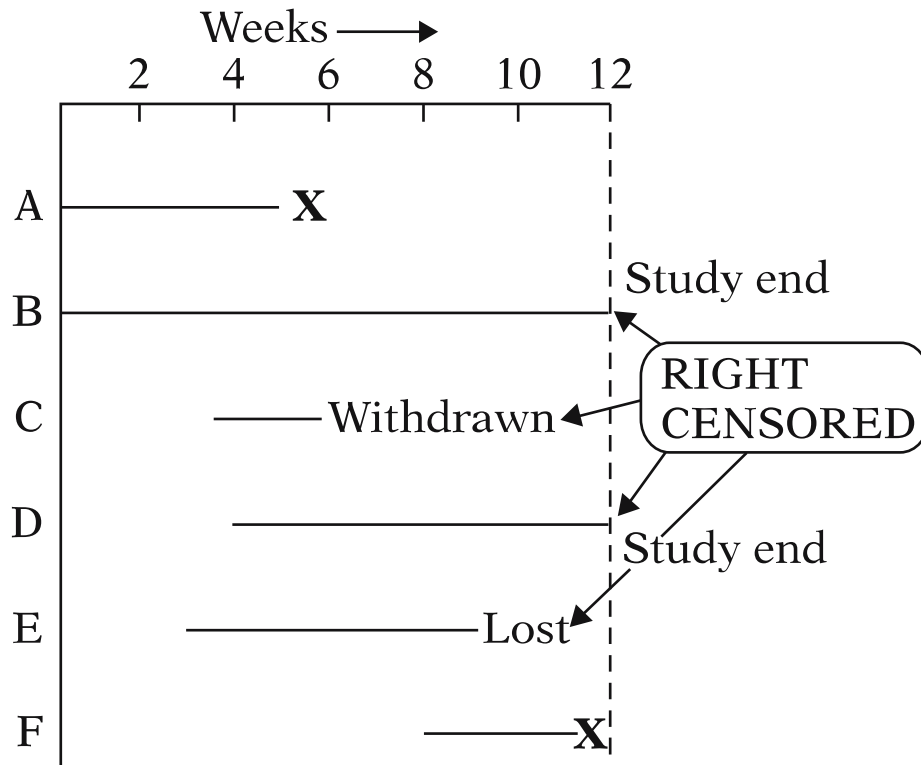 Weeks
2 4 6 8 10 12
A X
Study end
B
RIGHT
CENSORED
C Withdrawn
D
Study end
E Lost
F X